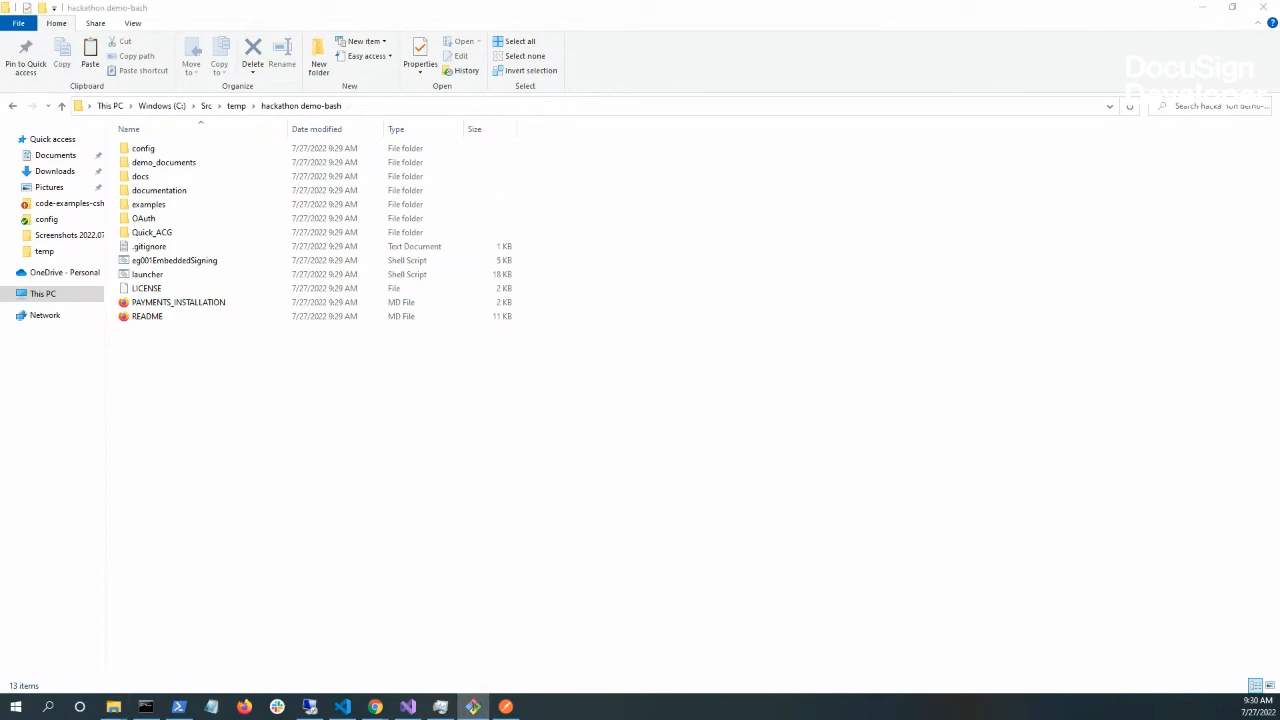 hackathon demo-bash
File Home Share View
Pin to Quick access
Copy
Paste
Cut
Copy path
Paste shortcut
Clipboard
Move to
Copy to
Delete
Rename
Organize
New folder
New item
Easy access
New
Properties
Open
Edit
History
Open
Select all
Select none
Invert selection
Select
DocuSign
Developer
This PC > Windows (C:) > Src > temp > hackathon demo-bash
Search hackathon demo-...
Name Date modified Type Size
Quick access
Documents
Downloads
Pictures
code-examples-csh
config
Screenshots 2022.07
temp
OneDrive - Personal
This PC
Network
config 7/27/2022 9:29 AM File folder
demo_documents 7/27/2022 9:29 AM File folder
docs 7/27/2022 9:29 AM File folder
documentation 7/27/2022 9:29 AM File folder
examples 7/27/2022 9:29 AM File folder
OAuth 7/27/2022 9:29 AM File folder
Quick_ACG 7/27/2022 9:29 AM File folder
.gitignore 7/27/2022 9:29 AM Text Document 1 KB
eg001EmbeddedSigning 7/27/2022 9:29 AM Shell Script 5 KB
launcher 7/27/2022 9:29 AM Shell Script 18 KB
LICENSE 7/27/2022 9:29 AM File 2 KB
PAYMENTS_INSTALLATION 7/27/2022 9:29 AM MD File 2 KB
README 7/27/2022 9:29 AM MD File 11 KB
13 items
9:30 AM
7/27/2022